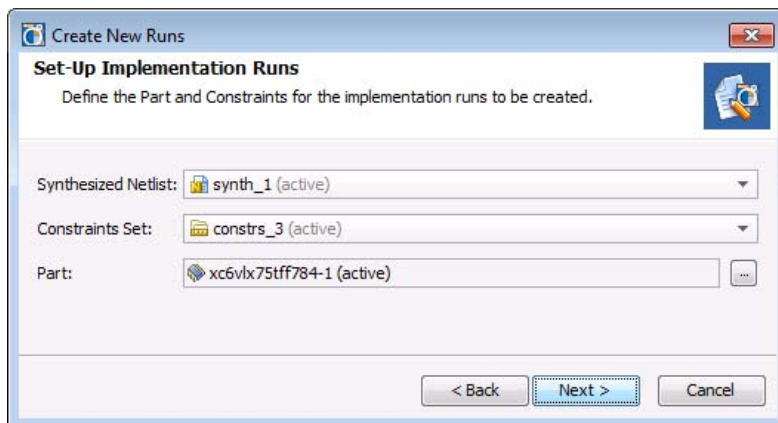 Create New Runs
Set-Up Implementation Runs
Define the Part and Constraints for the implementation runs to be created.
Synthesized Netlist: synth_1 (active)
Constraints Set: constrs_3 (active)
Part: xc6vlx75tff784-1 (active) ...
< Back Next > Cancel